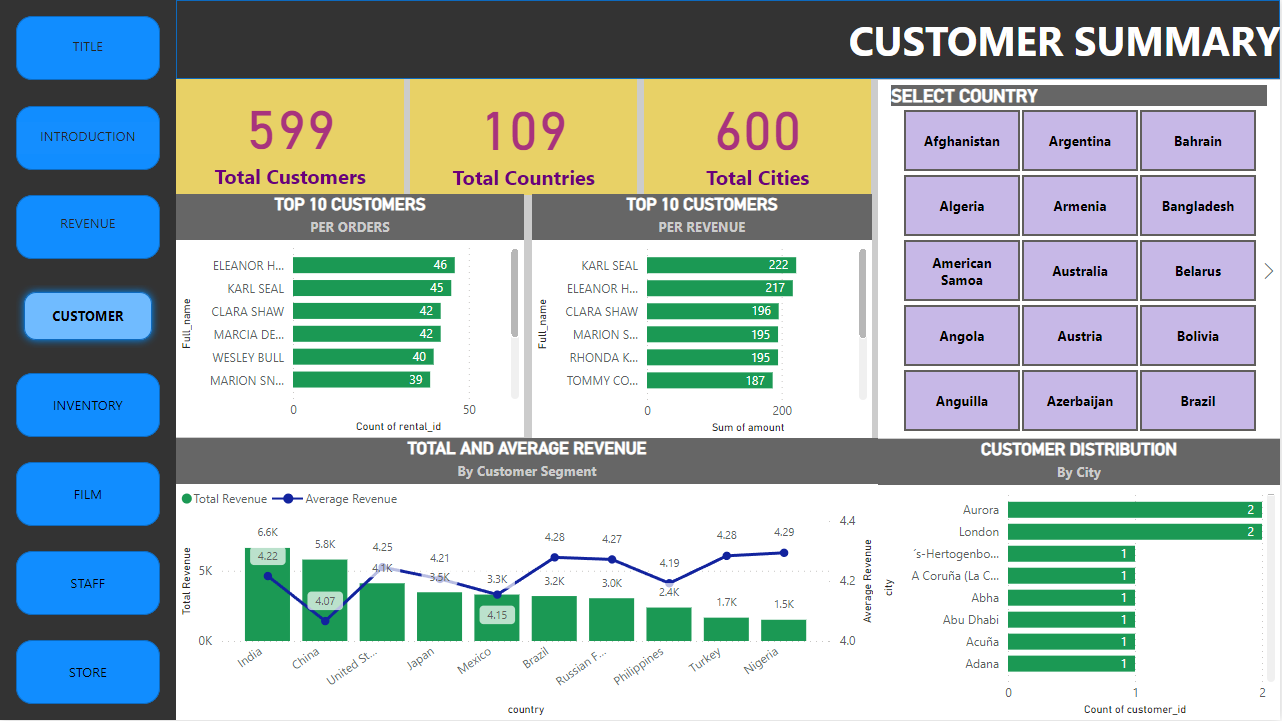 TITLE
INTRODUCTION
REVENUE
CUSTOMER
INVENTORY
FILM
STAFF
STORE
CUSTOMER SUMMARY
599
Total Customers
109
Total Countries
600
Total Cities
SELECT COUNTRY
Afghanistan
Argentina
Bahrain
Algeria
Armenia
Bangladesh
American
Samoa
Australia
Belarus
Angola
Austria
Bolivia
Anguilla
Azerbaijan
Brazil
TOP 10 CUSTOMERS
PER ORDERS
Full_name
ELEANOR H... 46
KARL SEAL 45
CLARA SHAW 42
MARCIA DE... 42
WESLEY BULL 40
MARION SN... 39
0 50
Count of rental_id
TOP 10 CUSTOMERS
PER REVENUE
Full_name
KARL SEAL 222
ELEANOR H... 217
CLARA SHAW 196
MARION S... 195
RHONDA K... 195
TOMMY CO... 187
0 200
Sum of amount
TOTAL AND AVERAGE REVENUE
By Customer Segment
Total Revenue Average Revenue
Total Revenue
5K
0K
6.6K 5.8K 4.1K 3.5K 3.3K 3.2K 3.0K 2.4K 1.7K 1.5K
4.22 4.07 4.25 4.21 4.15 4.28 4.27 4.19 4.28 4.29
4.4
4.2
4.0
Average Revenue
India China United St... Japan Mexico Brazil Russian F... Philippines Turkey Nigeria
country
CUSTOMER DISTRIBUTION
By City
city
Aurora 2
London 2
´s-Hertogenbo... 1
A Coruña (La C... 1
Abha 1
Abu Dhabi 1
Acuña 1
Adana 1
0 1 2
Count of customer_id